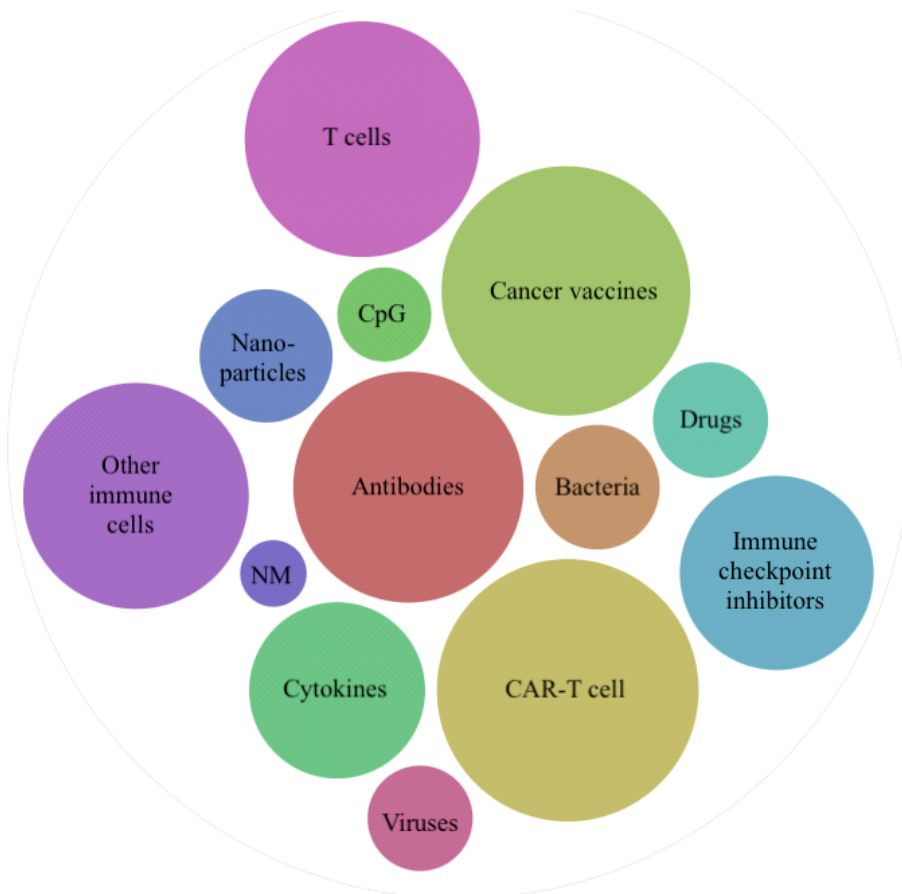 T cells
Cancer vaccines
CpG
Nano-
particles
Drugs
Other
immune
cells
Antibodies
Bacteria
Immune
checkpoint
inhibitors
NM
Cytokines
CAR-T cell
Viruses